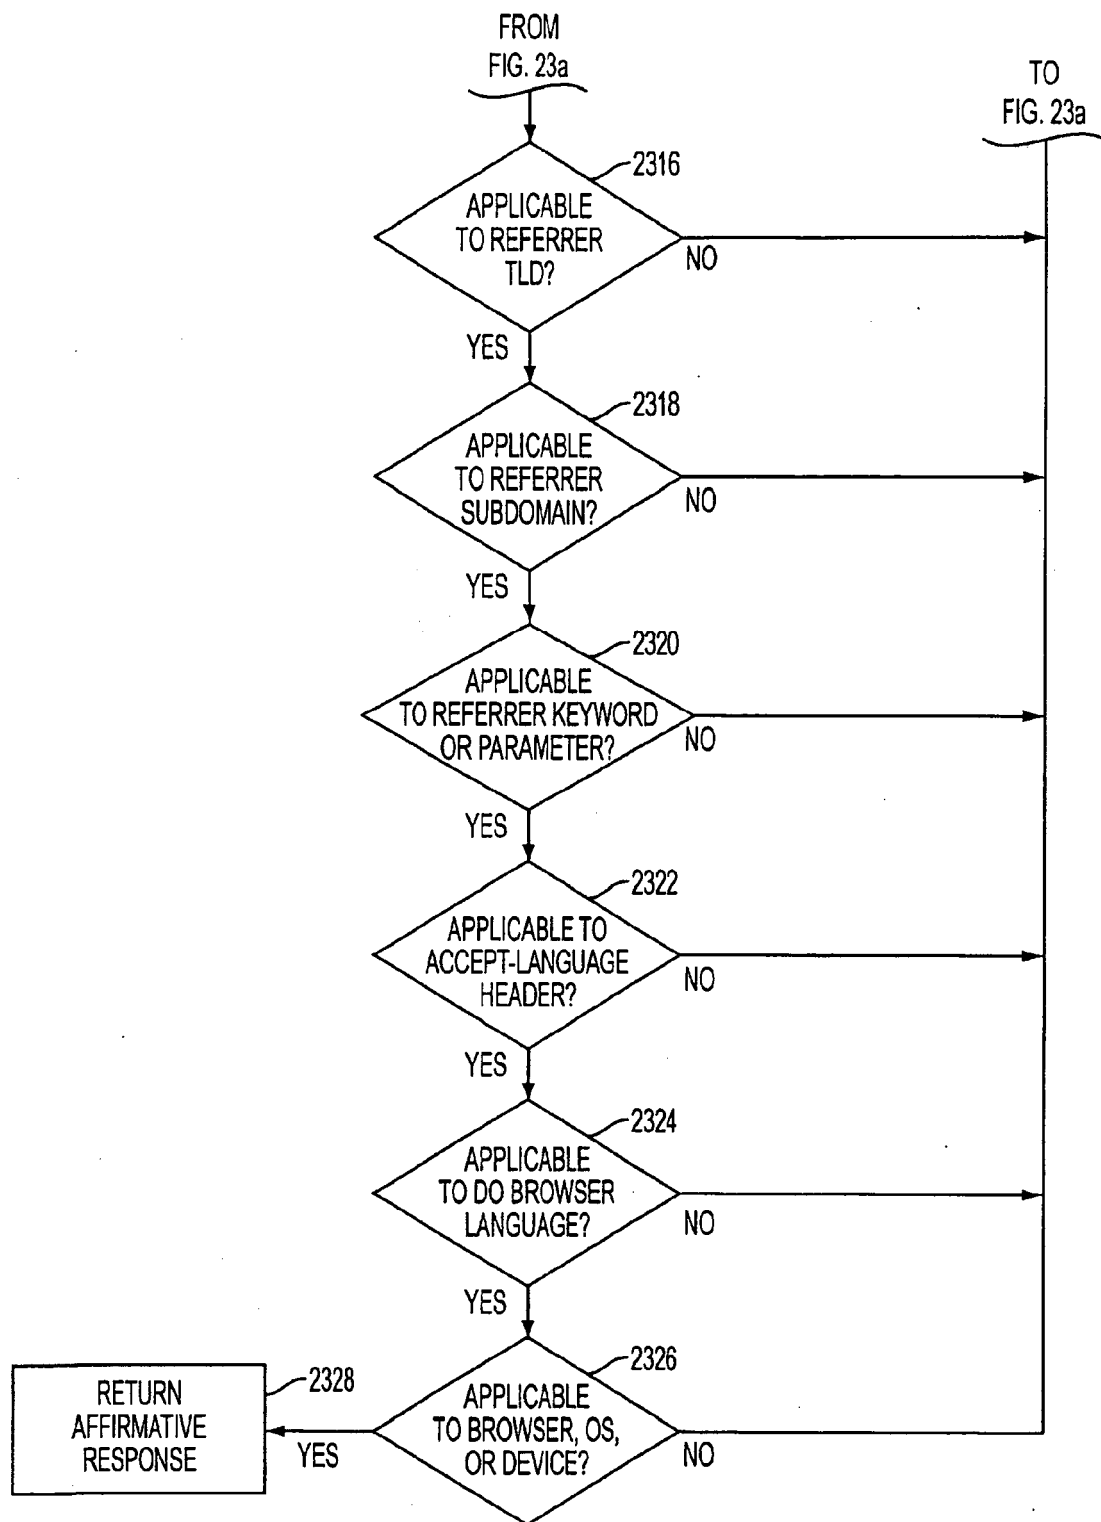 FROM
FIG. 23a
TO
FIG. 23a
2316
APPLICABLE
TO REFERRER
TLD?
NO
YES
2318
APPLICABLE
TO REFERRER
SUBDOMAIN?
NO
YES
2320
APPLICABLE
TO REFERRER KEYWORD
OR PARAMETER?
NO
YES
2322
APPLICABLE TO
ACCEPT-LANGUAGE
HEADER?
NO
YES
2324
APPLICABLE
TO DO BROWSER
LANGUAGE?
NO
YES
2326
APPLICABLE
TO BROWSER, OS,
OR DEVICE?
NO
YES
2328
RETURN
AFFIRMATIVE
RESPONSE